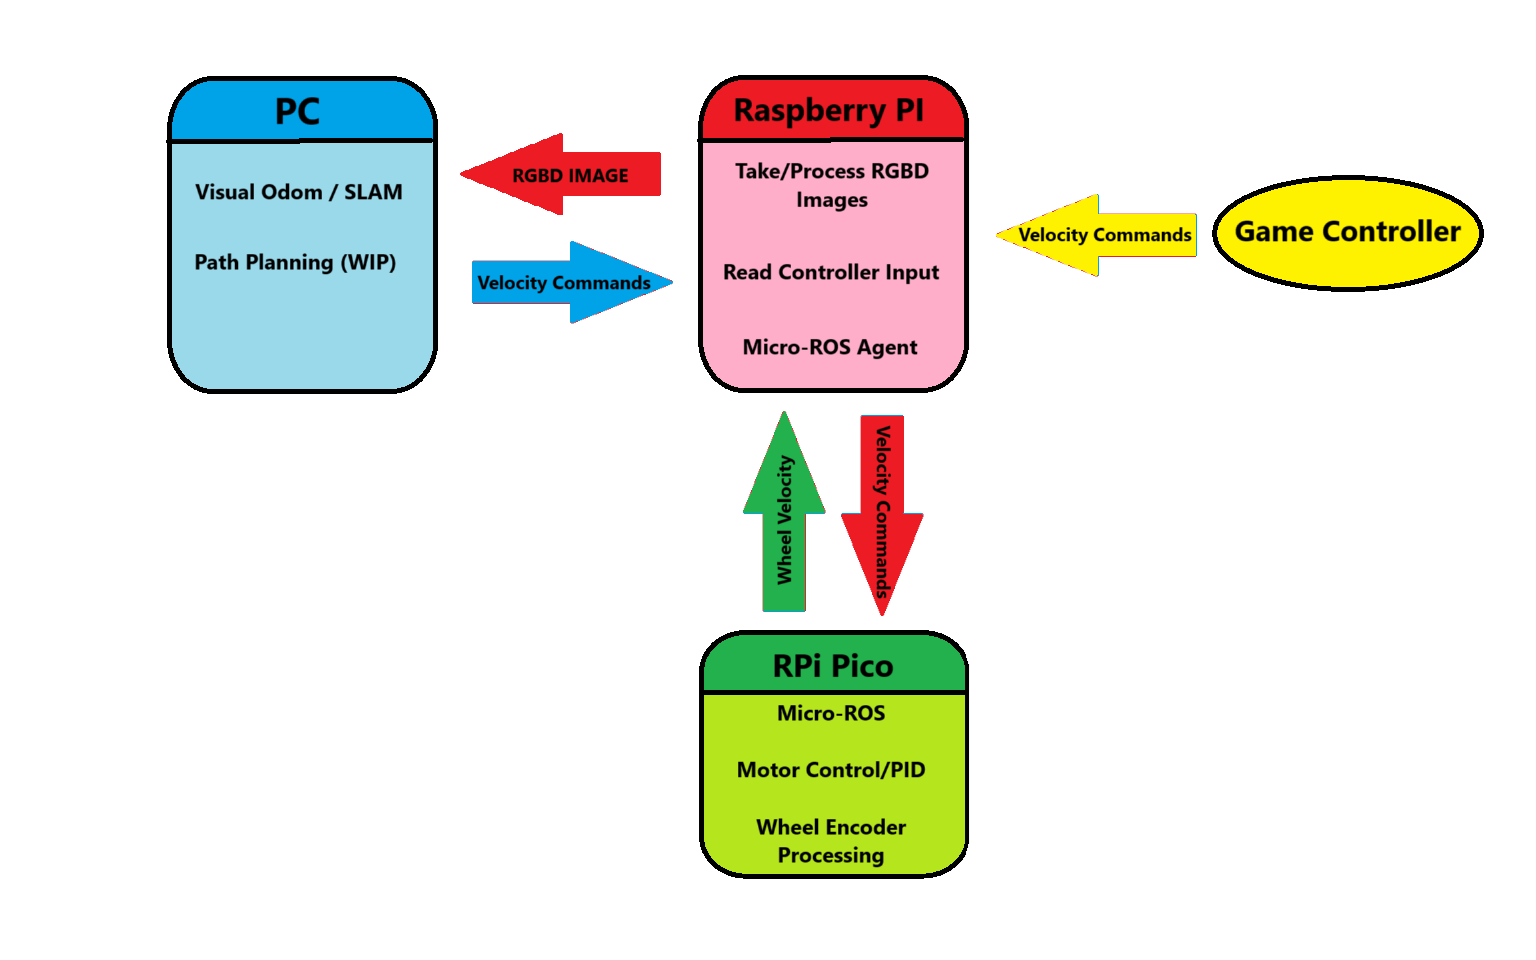 PC
Visual Odom / SLAM
Path Planning (WIP)
RGBD IMAGE
Velocity Commands
Raspberry PI
Take/Process RGBD
Images
Read Controller Input
Micro-ROS Agent
Velocity Commands
Game Controller
Wheel Velocity
Velocity Commands
RPi Pico
Micro-ROS
Motor Control/PID
Wheel Encoder
Processing